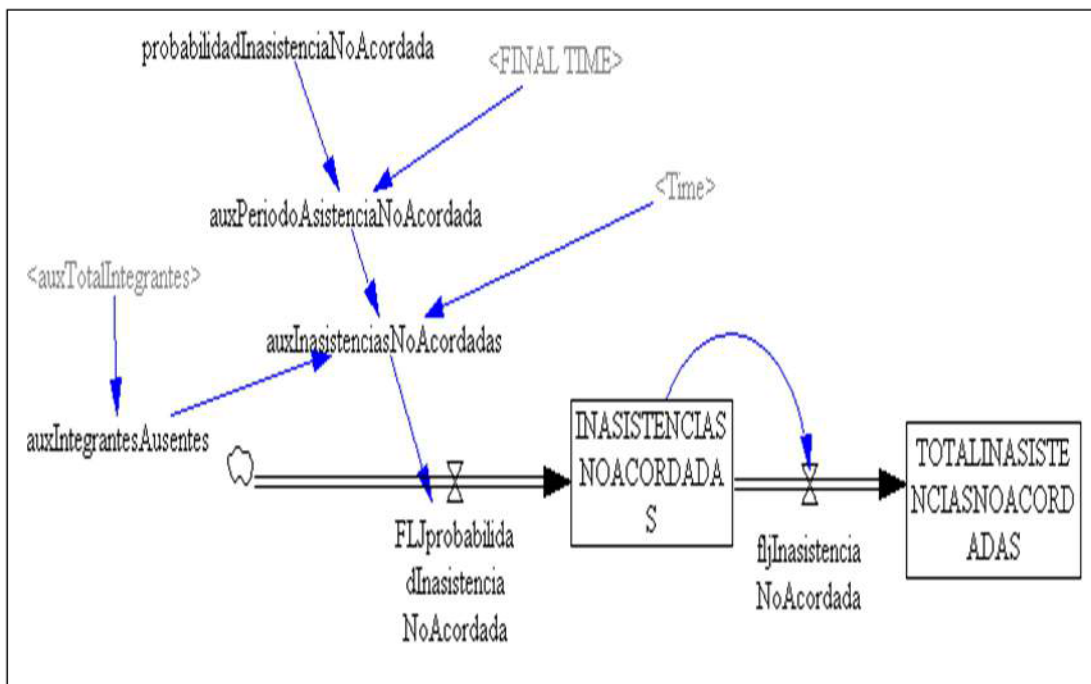 probabilidadInasistenciaNoAcordada
<FINAL TIME>
<Time>
auxPeriodoAsistenciaNoAcordada
<auxTotalIntegrantes>
auxInasistenciasNoAcordadas
auxIntegrantesAusentes
INASISTENCIAS
NOACORDADA
S
TOTALINASISTE
NCIASNOACORD
ADAS
FLJprobabilida
dInasistencia
NoAcordada
fljInasistencia
NoAcordada